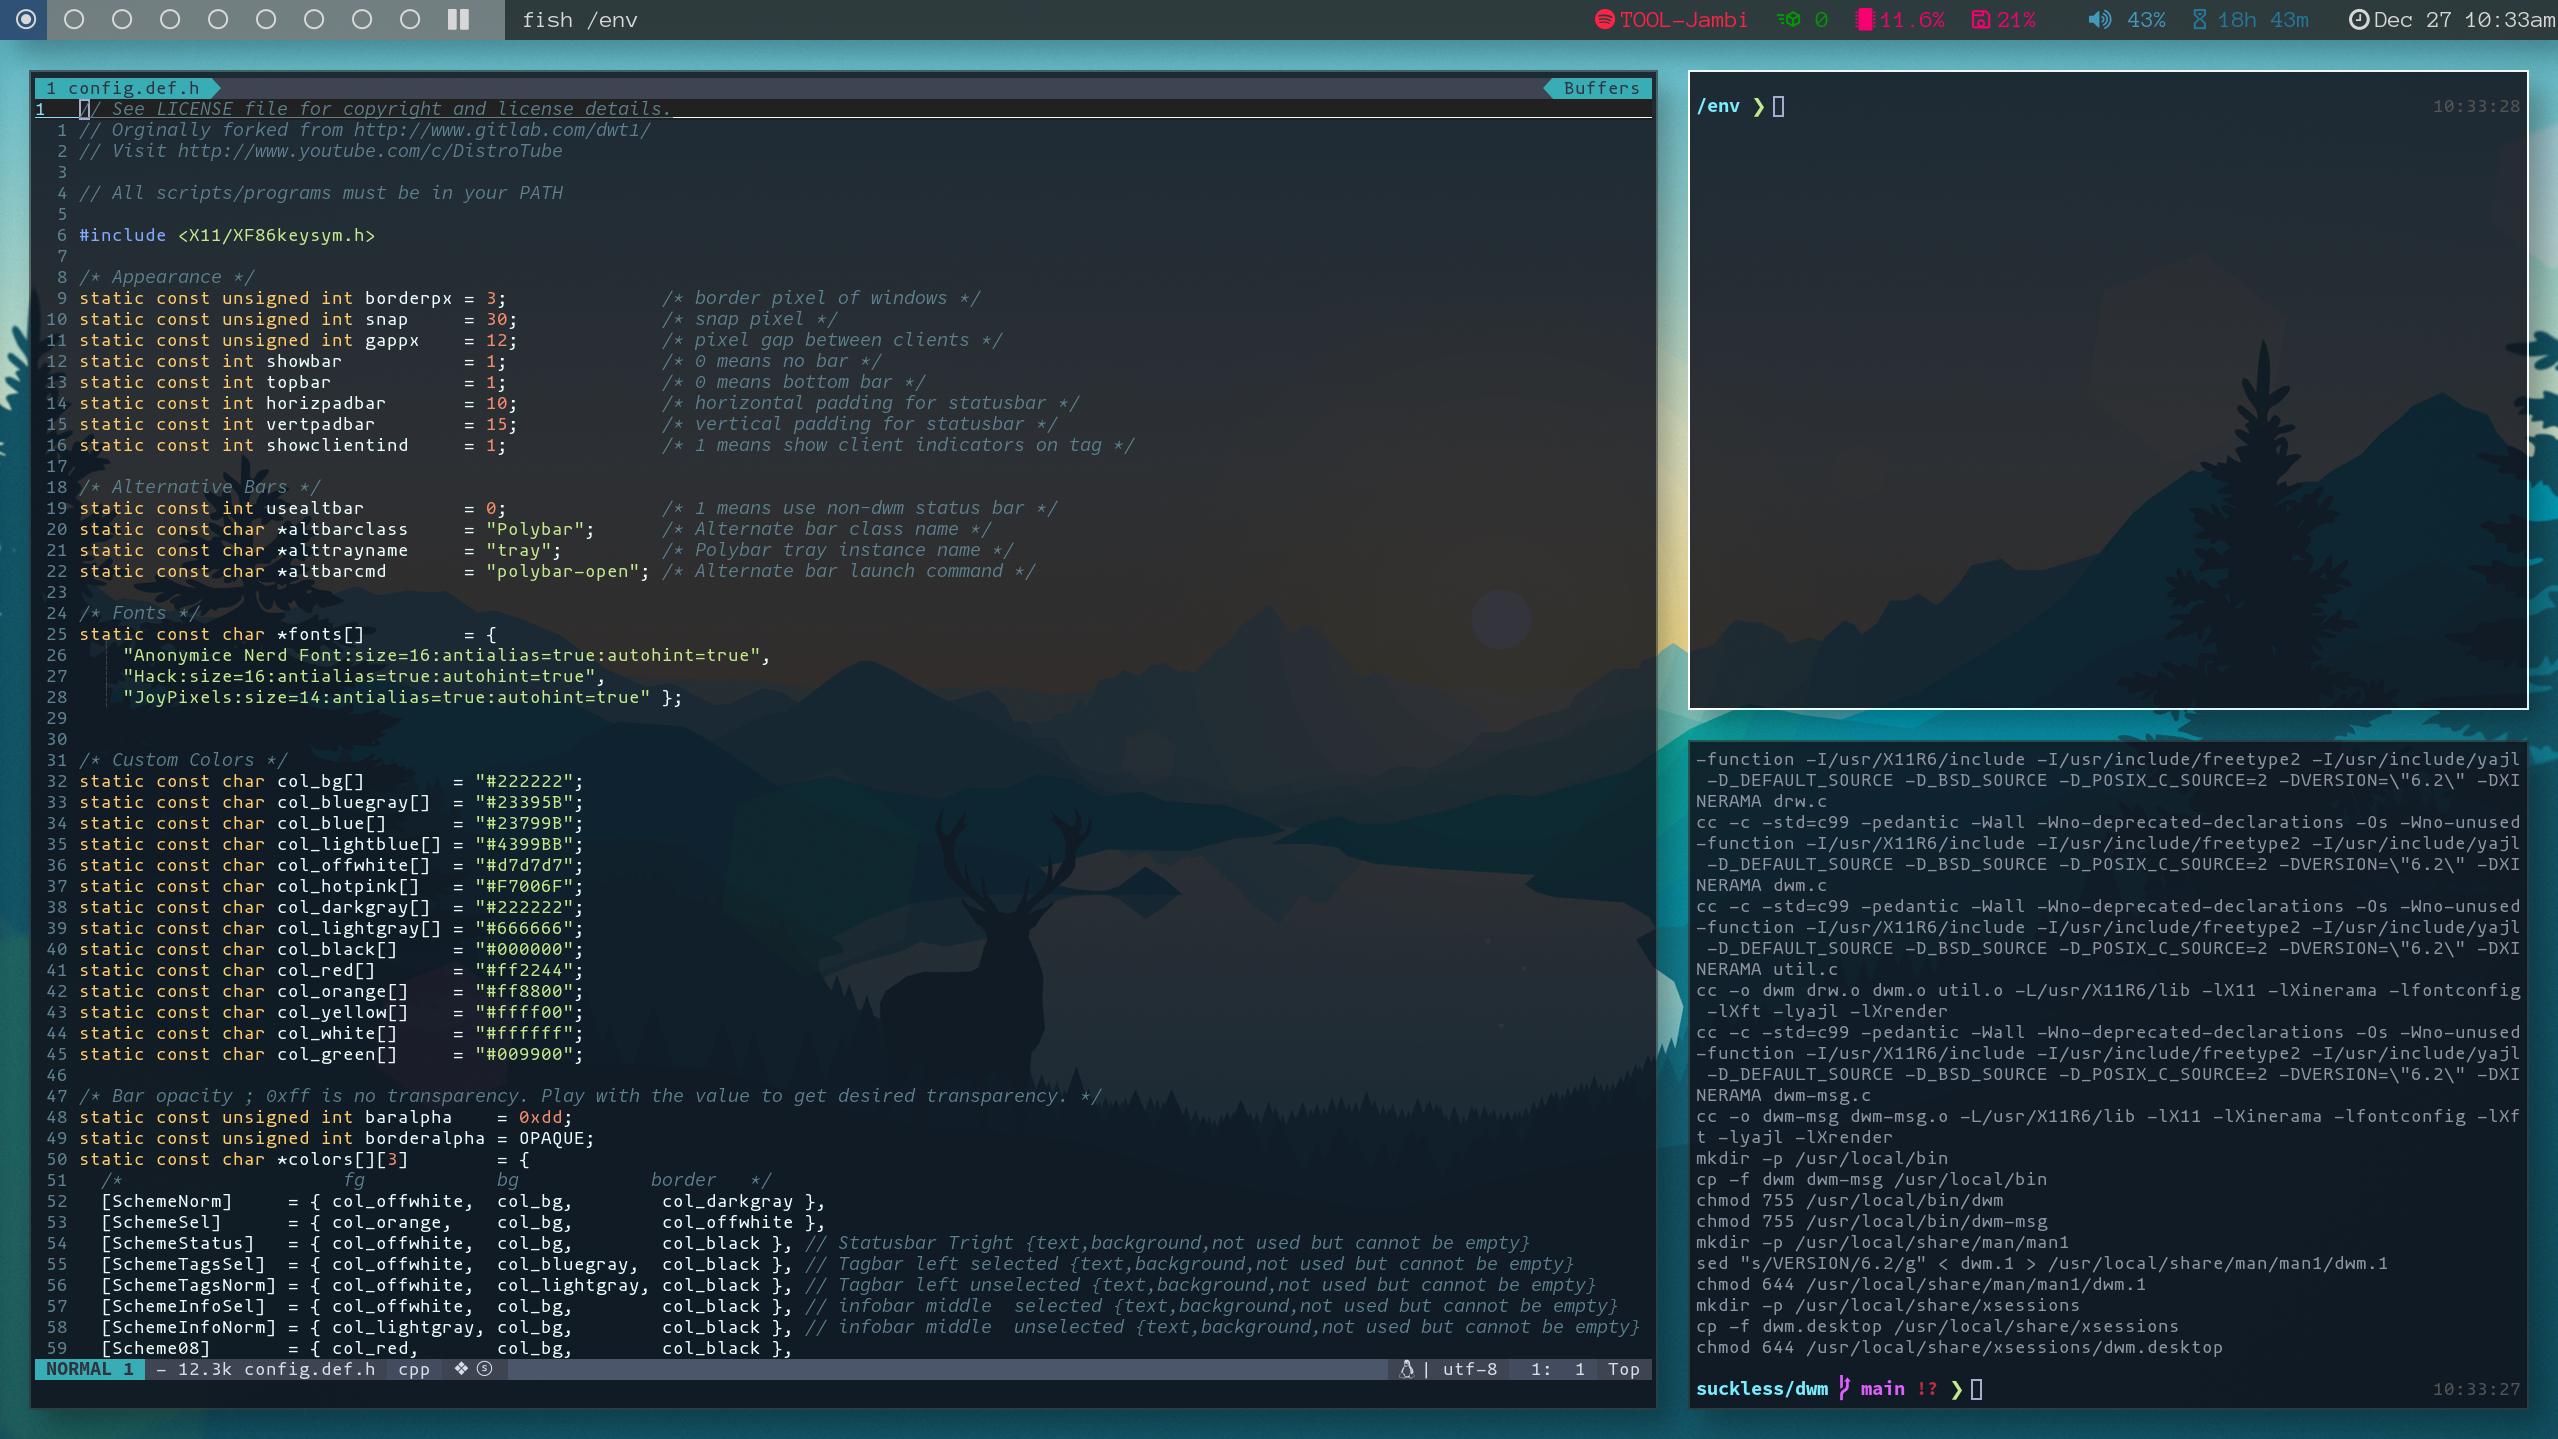 fish /env
TOOL-Jambi 0 11.6% 21% 43% 18h 43m Dec 27 10:33am
1 config.def.h Buffers
1 // See LICENSE file for copyright and license details.
1 // Orginally forked from http://www.gitlab.com/dwt1/
2 // Visit http://www.youtube.com/c/DistroTube
3
4 // All scripts/programs must be in your PATH
5
6 #include <X11/XF86keysym.h>
7
8 /* Appearance */
9 static const unsigned int borderpx = 3; /* border pixel of windows */
10 static const unsigned int snap = 30; /* snap pixel */
11 static const unsigned int gappx = 12; /* pixel gap between clients */
12 static const int showbar = 1; /* 0 means no bar */
13 static const int topbar = 1; /* 0 means bottom bar */
14 static const int horizpadbar = 10; /* horizontal padding for statusbar */
15 static const int vertpadbar = 15; /* vertical padding for statusbar */
16 static const int showclientind = 1; /* 1 means show client indicators on tag */
17
18 /* Alternative Bars */
19 static const int usealtbar = 0; /* 1 means use non-dwm status bar */
20 static const char *altbarclass = "Polybar"; /* Alternate bar class name */
21 static const char *alttrayname = "tray"; /* Polybar tray instance name */
22 static const char *altbarcmd = "polybar-open"; /* Alternate bar launch command */
23
24 /* Fonts */
25 static const char *fonts[] = {
26 "Anonymice Nerd Font:size=16:antialias=true:autohint=true",
27 "Hack:size=16:antialias=true:autohint=true",
28 "JoyPixels:size=14:antialias=true:autohint=true" };
29
30
31 /* Custom Colors */
32 static const char col_bg[] = "#222222";
33 static const char col_bluegray[] = "#23395B";
34 static const char col_blue[] = "#23799B";
35 static const char col_lightblue[] = "#4399BB";
36 static const char col_offwhite[] = "#d7d7d7";
37 static const char col_hotpink[] = "#F7006F";
38 static const char col_darkgray[] = "#222222";
39 static const char col_lightgray[] = "#666666";
40 static const char col_black[] = "#000000";
41 static const char col_red[] = "#ff2244";
42 static const char col_orange[] = "#ff8800";
43 static const char col_yellow[] = "#ffff00";
44 static const char col_white[] = "#ffffff";
45 static const char col_green[] = "#009900";
46
47 /* Bar opacity ; 0xff is no transparency. Play with the value to get desired transparency. */
48 static const unsigned int baralpha = 0xdd;
49 static const unsigned int borderalpha = OPAQUE;
50 static const char *colors[][3] = {
51 /* fg bg border */
52 [SchemeNorm] = { col_offwhite, col_bg, col_darkgray },
53 [SchemeSel] = { col_orange, col_bg, col_offwhite },
54 [SchemeStatus] = { col_offwhite, col_bg, col_black }, // Statusbar Tright {text,background,not used but cannot be empty}
55 [SchemeTagsSel] = { col_offwhite, col_bluegray, col_black }, // Tagbar left selected {text,background,not used but cannot be empty}
56 [SchemeTagsNorm] = { col_offwhite, col_lightgray, col_black }, // Tagbar left unselected {text,background,not used but cannot be empty}
57 [SchemeInfoSel] = { col_offwhite, col_bg, col_black }, // infobar middle  selected {text,background,not used but cannot be empty}
58 [SchemeInfoNorm] = { col_lightgray, col_bg, col_black }, // infobar middle  unselected {text,background,not used but cannot be empty}
59 [Scheme08] = { col_red, col_bg, col_black },
NORMAL 1 - 12.3k config.def.h cpp ❖ ⓢ | utf-8 1: 1 Top
/env ❯ 10:33:28
-function -I/usr/X11R6/include -I/usr/include/freetype2 -I/usr/include/yajl
-D_DEFAULT_SOURCE -D_BSD_SOURCE -D_POSIX_C_SOURCE=2 -DVERSION=\"6.2\" -DXI
NERAMA drw.c
cc -c -std=c99 -pedantic -Wall -Wno-deprecated-declarations -Os -Wno-unused
-function -I/usr/X11R6/include -I/usr/include/freetype2 -I/usr/include/yajl
-D_DEFAULT_SOURCE -D_BSD_SOURCE -D_POSIX_C_SOURCE=2 -DVERSION=\"6.2\" -DXI
NERAMA dwm.c
cc -c -std=c99 -pedantic -Wall -Wno-deprecated-declarations -Os -Wno-unused
-function -I/usr/X11R6/include -I/usr/include/freetype2 -I/usr/include/yajl
-D_DEFAULT_SOURCE -D_BSD_SOURCE -D_POSIX_C_SOURCE=2 -DVERSION=\"6.2\" -DXI
NERAMA util.c
cc -o dwm drw.o dwm.o util.o -L/usr/X11R6/lib -lX11 -lXinerama -lfontconfig
-lXft -lyajl -lXrender
cc -c -std=c99 -pedantic -Wall -Wno-deprecated-declarations -Os -Wno-unused
-function -I/usr/X11R6/include -I/usr/include/freetype2 -I/usr/include/yajl
-D_DEFAULT_SOURCE -D_BSD_SOURCE -D_POSIX_C_SOURCE=2 -DVERSION=\"6.2\" -DXI
NERAMA dwm-msg.c
cc -o dwm-msg dwm-msg.o -L/usr/X11R6/lib -lX11 -lXinerama -lfontconfig -lXf
t -lyajl -lXrender
mkdir -p /usr/local/bin
cp -f dwm dwm-msg /usr/local/bin
chmod 755 /usr/local/bin/dwm
chmod 755 /usr/local/bin/dwm-msg
mkdir -p /usr/local/share/man/man1
sed "s/VERSION/6.2/g" < dwm.1 > /usr/local/share/man/man1/dwm.1
chmod 644 /usr/local/share/man/man1/dwm.1
mkdir -p /usr/local/share/xsessions
cp -f dwm.desktop /usr/local/share/xsessions
chmod 644 /usr/local/share/xsessions/dwm.desktop
suckless/dwm main !? ❯ 10:33:27